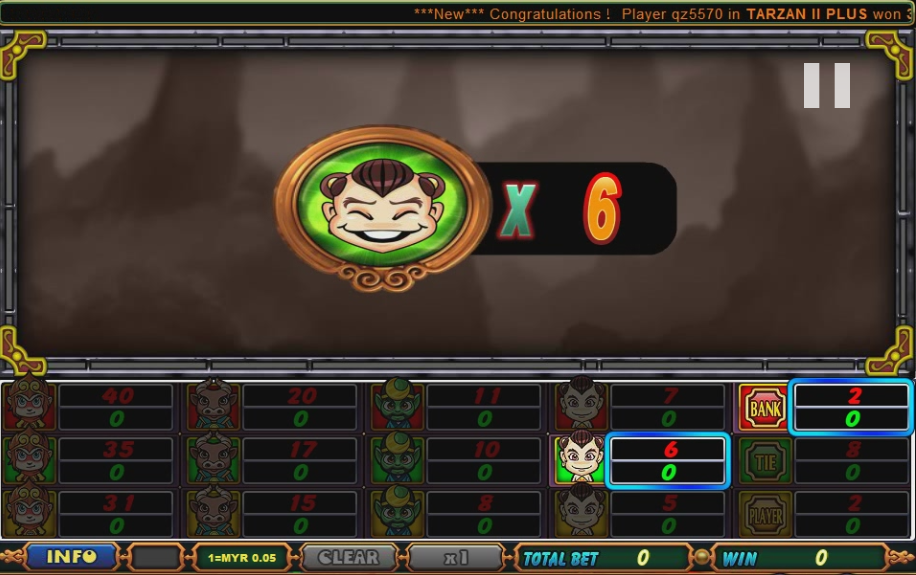 ***New*** Congratulations ! Player qz5570 in TARZAN II PLUS won 3
X 6
40 20 11 7 BANK 2
0 0 0 0 0
35 17 10 6 TIE 8
0 0 0 0 0
31 15 8 5 PLAYER 2
0 0 0 0 0
INFO 1=MYR 0.05 CLEAR x1 TOTAL BET 0 WIN 0